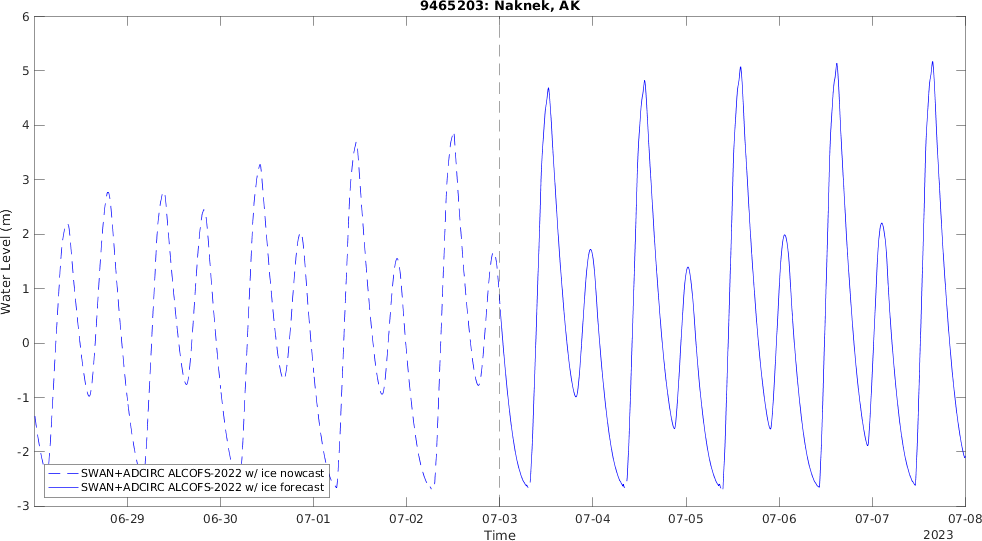 9465203: Naknek, AK
6
5
4
3
2
1
0
-1
-2
-3
Water Level (m)
SWAN+ADCIRC ALCOFS-2022 w/ ice nowcast
SWAN+ADCIRC ALCOFS-2022 w/ ice forecast
06-29 06-30 07-01 07-02 07-03 07-04 07-05 07-06 07-07 07-08
Time
2023